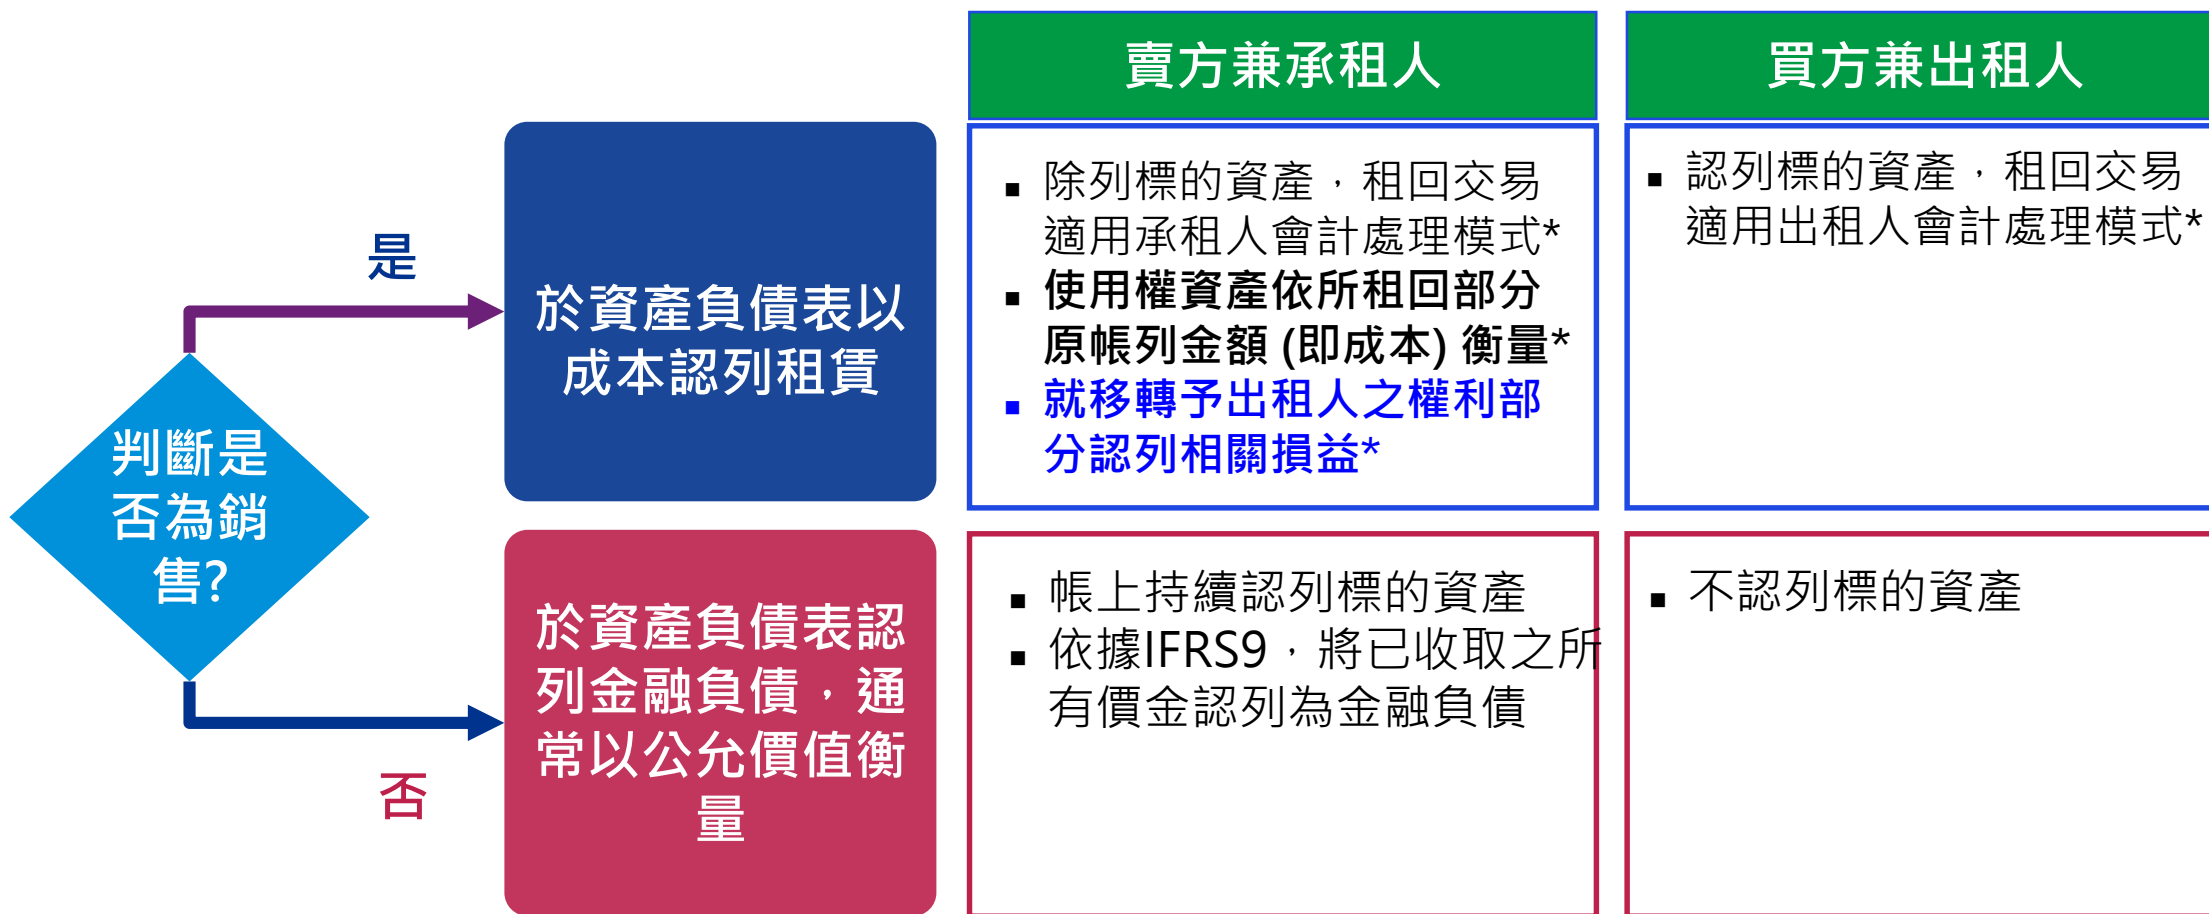 賣方兼承租人
買方兼出租人
是
判斷是
否為銷
售?
否
於資產負債表以
成本認列租賃
▪ 除列標的資產，租回交易
適用承租人會計處理模式*
▪ 使用權資產依所租回部分
原帳列金額 (即成本) 衡量*
▪ 就移轉予出租人之權利部
分認列相關損益*
▪ 認列標的資產，租回交易
適用出租人會計處理模式*
於資產負債表認
列金融負債，通
常以公允價值衡
量
▪ 帳上持續認列標的資產
▪ 依據IFRS9，將已收取之所
有價金認列為金融負債
▪ 不認列標的資產